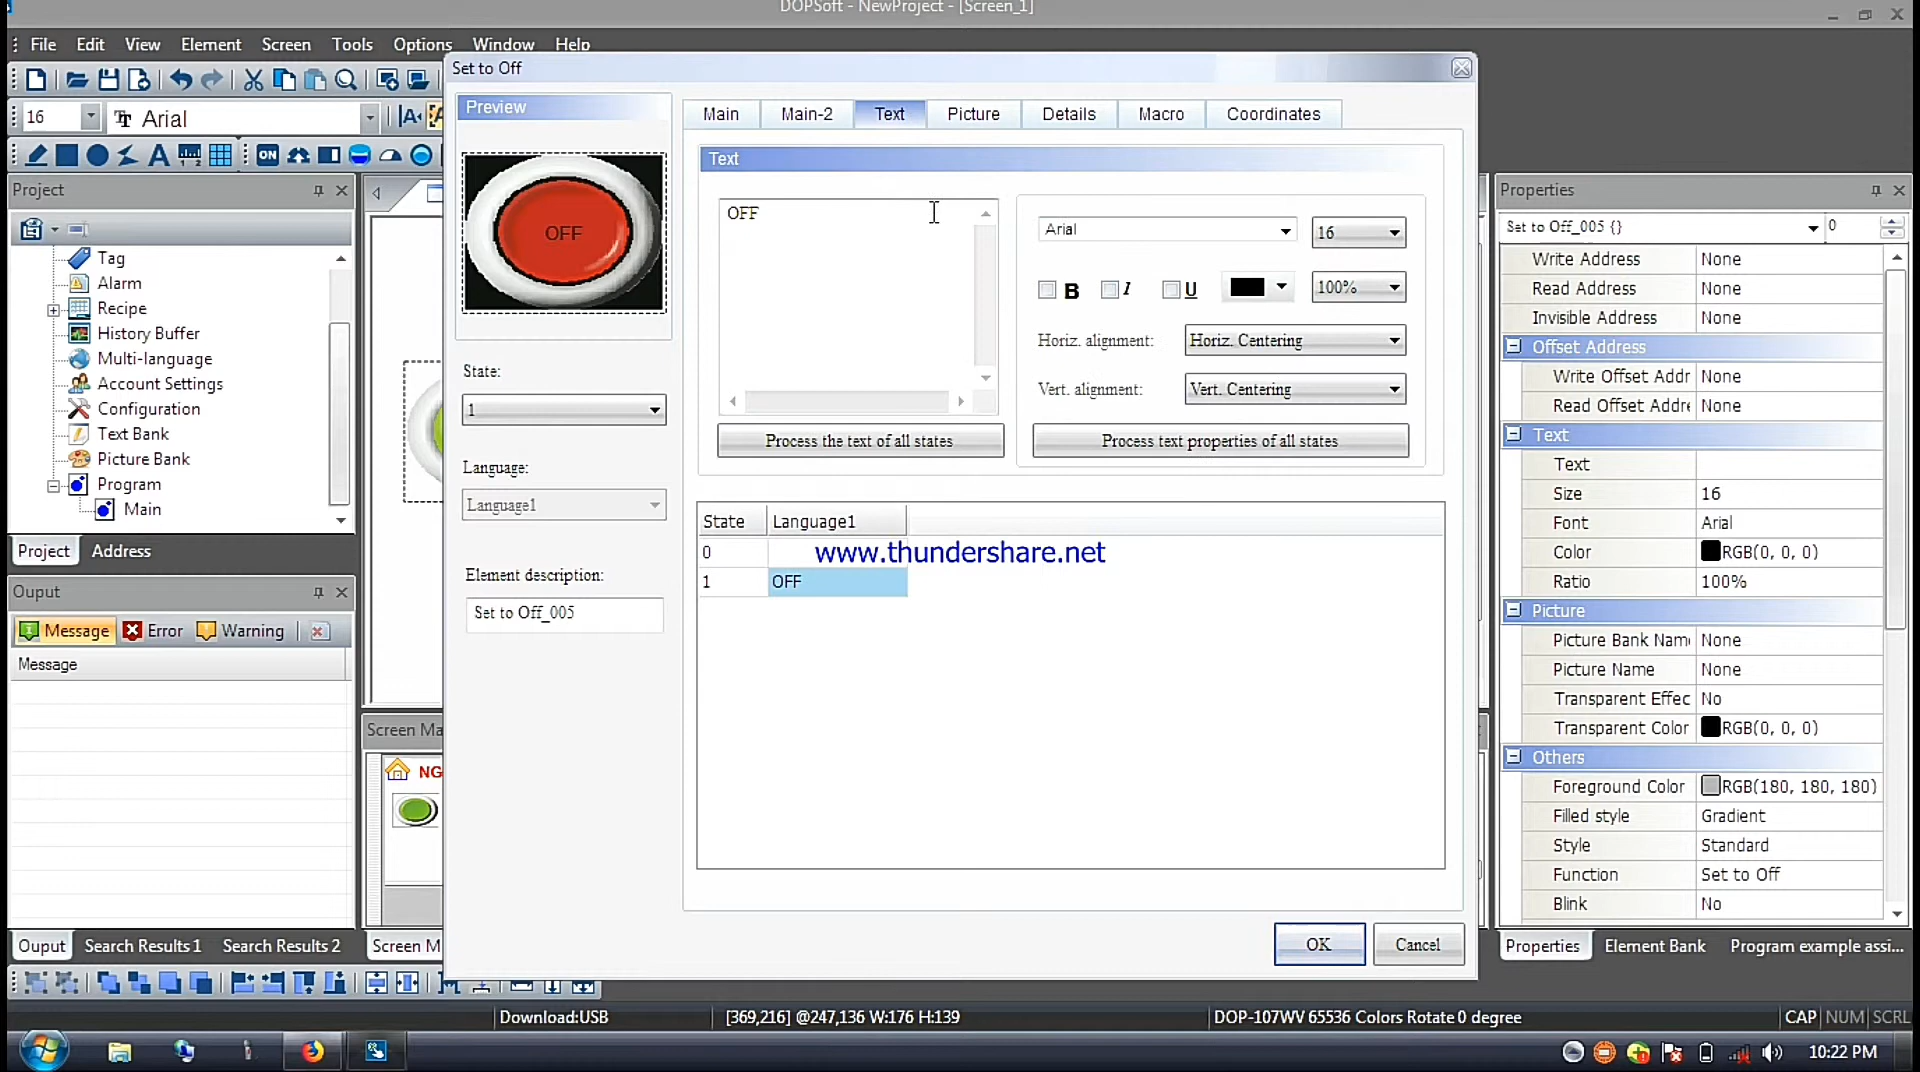 DOPSoft - NewProject - [Screen_1]
File Edit View Element Screen Tools Options Window Help
16 Arial
Project
Tag
Alarm
Recipe
History Buffer
Multi-language
Account Settings
Configuration
Text Bank
Picture Bank
Program
Main
Project Address
Ouput
Message Error Warning
Message
Ouput Search Results 1 Search Results 2
Screen Ma
NG
Screen M
Set to Off
Preview
OFF
State:
1
Language:
Language1
Element description:
Set to Off_005
Main Main-2 Text Picture Details Macro Coordinates
Text
OFF
Arial 16
B I U 100%
Horiz. alignment: Horiz. Centering
Vert. alignment: Vert. Centering
Process the text of all states Process text properties of all states
State Language1
0
www.thundershare.net
1 OFF
OK Cancel
Properties
Set to Off_005 {} 0
Write Address None
Read Address None
Invisible Address None
Offset Address
Write Offset Addr None
Read Offset Addre None
Text
Text
Size 16
Font Arial
Color RGB(0, 0, 0)
Ratio 100%
Picture
Picture Bank Name None
Picture Name None
Transparent Effec No
Transparent Color RGB(0, 0, 0)
Others
Foreground Color RGB(180, 180, 180)
Filled style Gradient
Style Standard
Function Set to Off
Blink No
Properties Element Bank Program example assi...
Download:USB [369,216] @247,136 W:176 H:139 DOP-107WV 65536 Colors Rotate 0 degree CAP NUM SCRL
10:22 PM